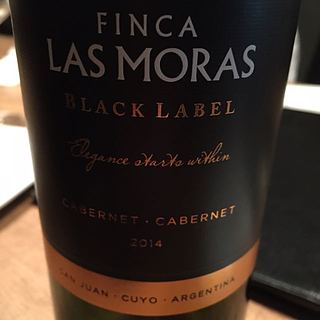 FINCA
LAS MORAS
BLACK LABEL
Elegance starts within
CABERNET · CABERNET
2014
SAN JUAN · CUYO · ARGENTINA